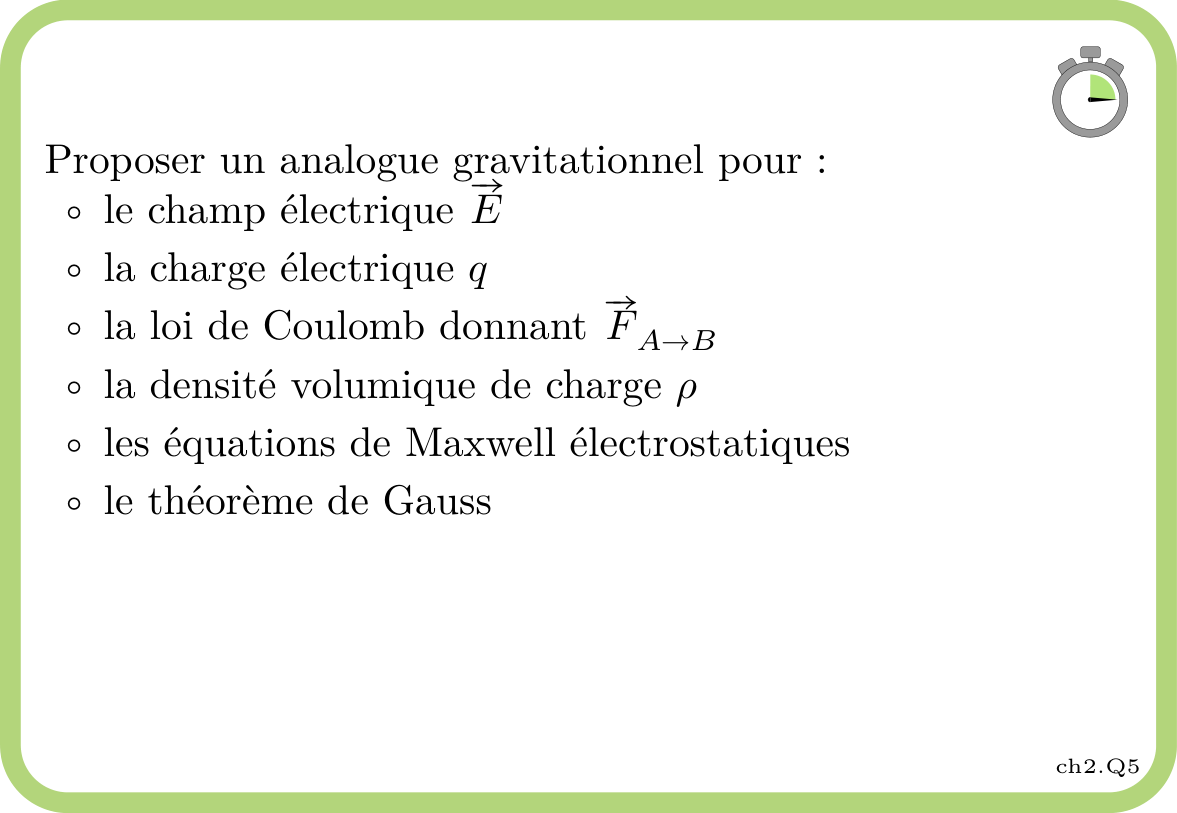 Proposer un analogue gravitationnel pour :
◦ le champ électrique $\overrightarrow{E}$
◦ la charge électrique $q$
◦ la loi de Coulomb donnant $\overrightarrow{F}_{A \to B}$
◦ la densité volumique de charge $\rho$
◦ les équations de Maxwell électrostatiques
◦ le théorème de Gauss
ch2.Q5